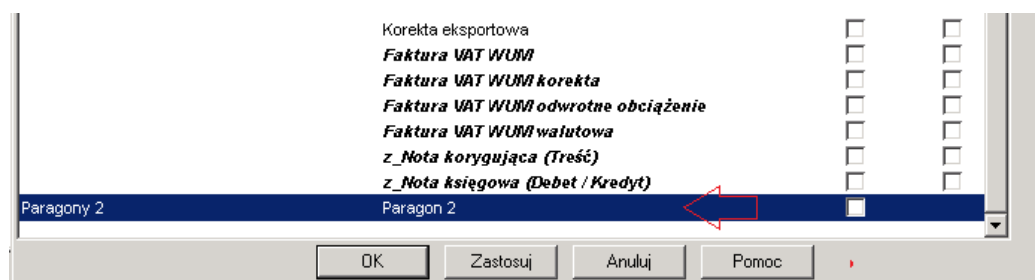 Korekta eksportowa
Faktura VAT WUM
Faktura VAT WUM korekta
Faktura VAT WUM odwrotne obciążenie
Faktura VAT WUM walutowa
z_Nota korygująca (Treść)
z_Nota księgowa (Debet / Kredyt)
Paragony 2 Paragon 2
OK Zastosuj Anuluj Pomoc